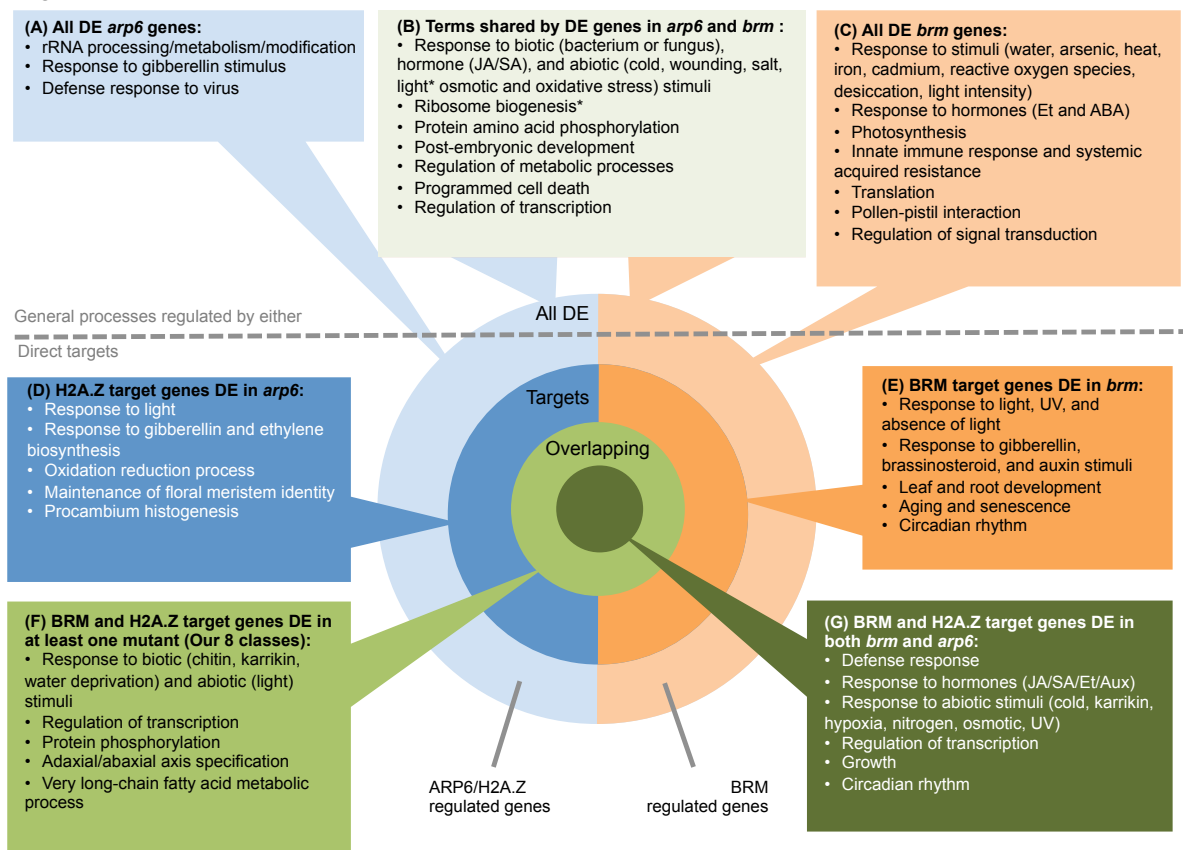 (A) All DE arp6 genes:
• rRNA processing/metabolism/modification
• Response to gibberellin stimulus
• Defense response to virus
(B) Terms shared by DE genes in arp6 and brm :
• Response to biotic (bacterium or fungus),
hormone (JA/SA), and abiotic (cold, wounding, salt,
light* osmotic and oxidative stress) stimuli
• Ribosome biogenesis*
• Protein amino acid phosphorylation
• Post-embryonic development
• Regulation of metabolic processes
• Programmed cell death
• Regulation of transcription
(C) All DE brm genes:
• Response to stimuli (water, arsenic, heat,
iron, cadmium, reactive oxygen species,
desiccation, light intensity)
• Response to hormones (Et and ABA)
• Photosynthesis
• Innate immune response and systemic
acquired resistance
• Translation
• Pollen-pistil interaction
• Regulation of signal transduction
All DE
General processes regulated by either
Direct targets
(D) H2A.Z target genes DE in arp6:
• Response to light
• Response to gibberellin and ethylene
biosynthesis
• Oxidation reduction process
• Maintenance of floral meristem identity
• Procambium histogenesis
Targets
Overlapping
(E) BRM target genes DE in brm:
• Response to light, UV, and
absence of light
• Response to gibberellin,
brassinosteroid, and auxin stimuli
• Leaf and root development
• Aging and senescence
• Circadian rhythm
(F) BRM and H2A.Z target genes DE in
at least one mutant (Our 8 classes):
• Response to biotic (chitin, karrikin,
water deprivation) and abiotic (light)
stimuli
• Regulation of transcription
• Protein phosphorylation
• Adaxial/abaxial axis specification
• Very long-chain fatty acid metabolic
process
(G) BRM and H2A.Z target genes DE in
both brm and arp6:
• Defense response
• Response to hormones (JA/SA/Et/Aux)
• Response to abiotic stimuli (cold, karrikin,
hypoxia, nitrogen, osmotic, UV)
• Regulation of transcription
• Growth
• Circadian rhythm
ARP6/H2A.Z
regulated genes
BRM
regulated genes